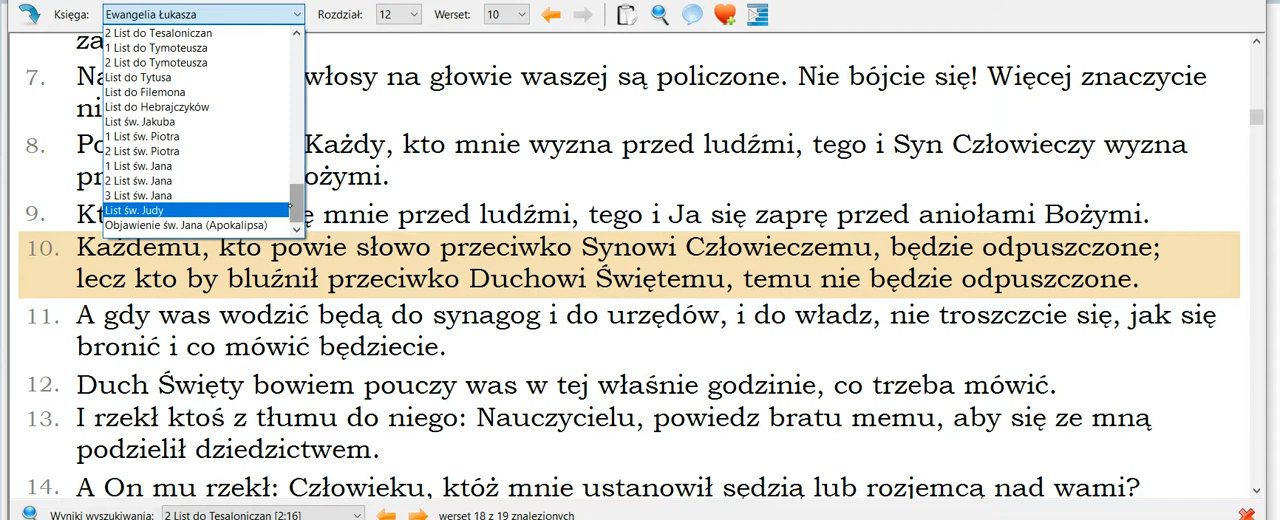 Księga: Ewangelia Łukasza Rozdział: 12 Werset: 10
2 List do Tesaloniczan
1 List do Tymoteusza
2 List do Tymoteusza
List do Tytusa
List do Filemona
List do Hebrajczyków
List św. Jakuba
1 List św. Piotra
2 List św. Piotra
1 List św. Jana
2 List św. Jana
3 List św. Jana
List św. Judy
Objawienie św. Jana (Apokalipsa)
za
7. Na włosy na głowie waszej są policzone. Nie bójcie się! Więcej znaczycie
ni
8. Po Każdy, kto mnie wyzna przed ludźmi, tego i Syn Człowieczy wyzna
pr ożymi.
9. Kt ę mnie przed ludźmi, tego i Ja się zaprę przed aniołami Bożymi.
10. Każdemu, kto powie słowo przeciwko Synowi Człowieczemu, będzie odpuszczone;
lecz kto by bluźnił przeciwko Duchowi Świętemu, temu nie będzie odpuszczone.
11. A gdy was wodzić będą do synagog i do urzędów, i do władz, nie troszczcie się, jak się
bronić i co mówić będziecie.
12. Duch Święty bowiem pouczy was w tej właśnie godzinie, co trzeba mówić.
13. I rzekł ktoś z tłumu do niego: Nauczycielu, powiedz bratu memu, aby się ze mną
podzielił dziedzictwem.
14. A On mu rzekł: Człowieku, któż mnie ustanowił sędzią lub rozjemcą nad wami?
Wyniki wyszukiwania: 2 List do Tesaloniczan [2:16] werset 18 z 19 znalezionych